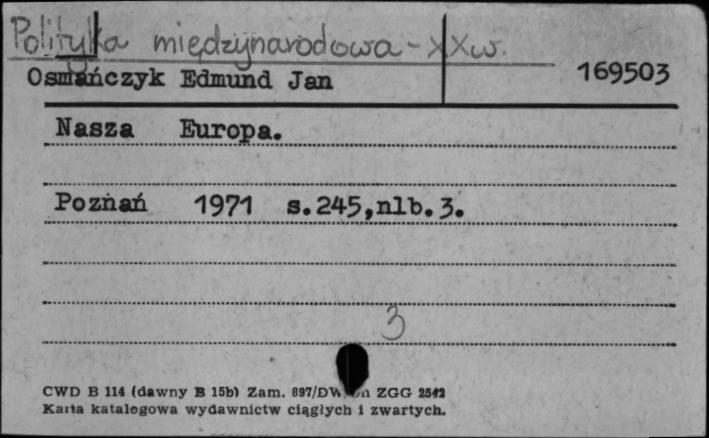 Polityka międzynarodowa - XX w.
Osmańczyk Edmund Jan 169503
Nasza Europa.
Poznań 1971 s.245,nlb.3.
3
CWD B 114 (dawny B 15b) Zam. 897/DW ZGG 2542
Karta katalogowa wydawnictw ciągłych i zwartych.